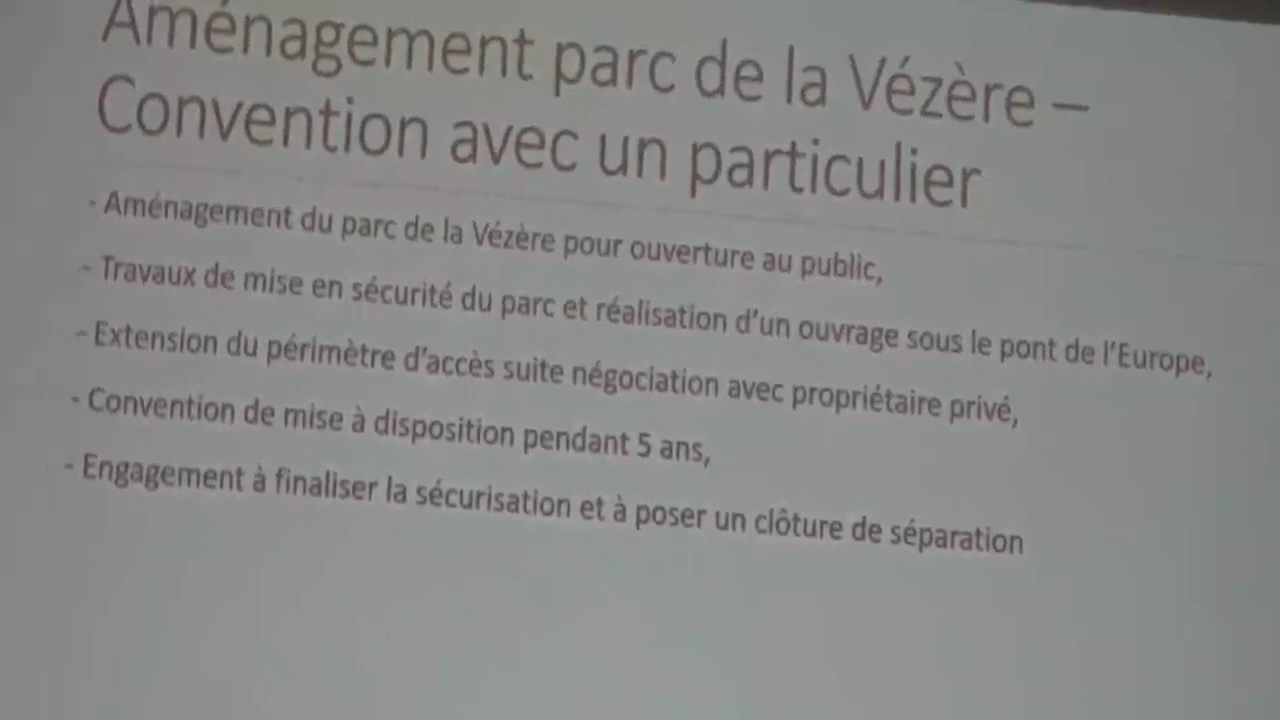 Aménagement parc de la Vézère –
Convention avec un particulier
- Aménagement du parc de la Vézère pour ouverture au public,
- Travaux de mise en sécurité du parc et réalisation d'un ouvrage sous le pont de l'Europe,
- Extension du périmètre d'accès suite négociation avec propriétaire privé,
- Convention de mise à disposition pendant 5 ans,
- Engagement à finaliser la sécurisation et à poser un clôture de séparation